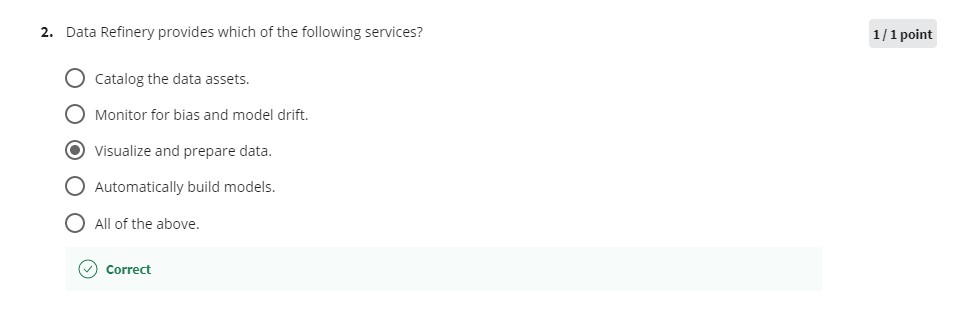 2. Data Refinery provides which of the following services?
1 / 1 point
Catalog the data assets.
Monitor for bias and model drift.
Visualize and prepare data.
Automatically build models.
All of the above.
Correct